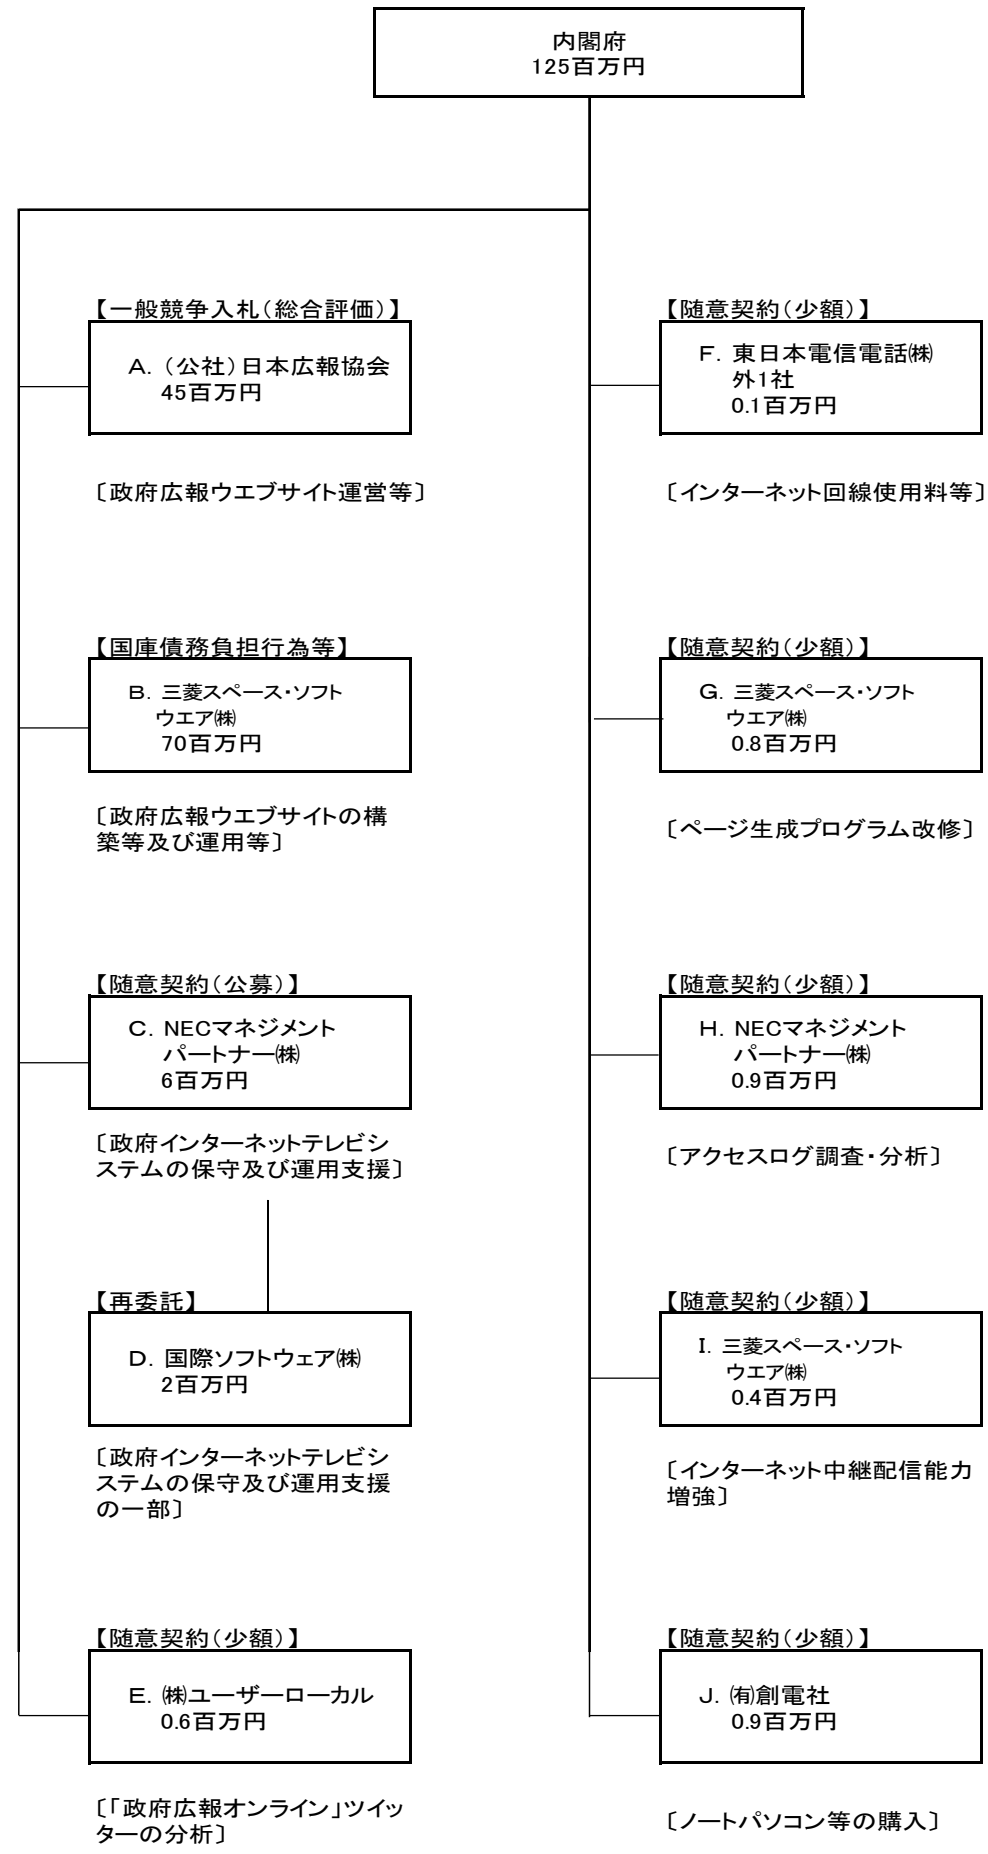 内閣府
125百万円
【一般競争入札(総合評価)】
A. (公社)日本広報協会
45百万円
〔政府広報ウエブサイト運営等〕
【国庫債務負担行為等】
B. 三菱スペース・ソフト
ウエア㈱
70百万円
〔政府広報ウエブサイトの構
築等及び運用等〕
【随意契約(公募)】
C. NECマネジメント
パートナー㈱
6百万円
〔政府インターネットテレビシ
ステムの保守及び運用支援〕
【再委託】
D. 国際ソフトウェア㈱
2百万円
〔政府インターネットテレビシ
ステムの保守及び運用支援
の一部〕
【随意契約(少額)】
E. ㈱ユーザーローカル
0.6百万円
〔「政府広報オンライン」ツイッ
ターの分析〕
【随意契約(少額)】
F. 東日本電信電話㈱
外1社
0.1百万円
〔インターネット回線使用料等〕
【随意契約(少額)】
G. 三菱スペース・ソフト
ウエア㈱
0.8百万円
〔ページ生成プログラム改修〕
【随意契約(少額)】
H. NECマネジメント
パートナー㈱
0.9百万円
〔アクセスログ調査・分析〕
【随意契約(少額)】
I. 三菱スペース・ソフト
ウエア㈱
0.4百万円
〔インターネット中継配信能力
増強〕
【随意契約(少額)】
J. ㈲創電社
0.9百万円
〔ノートパソコン等の購入〕